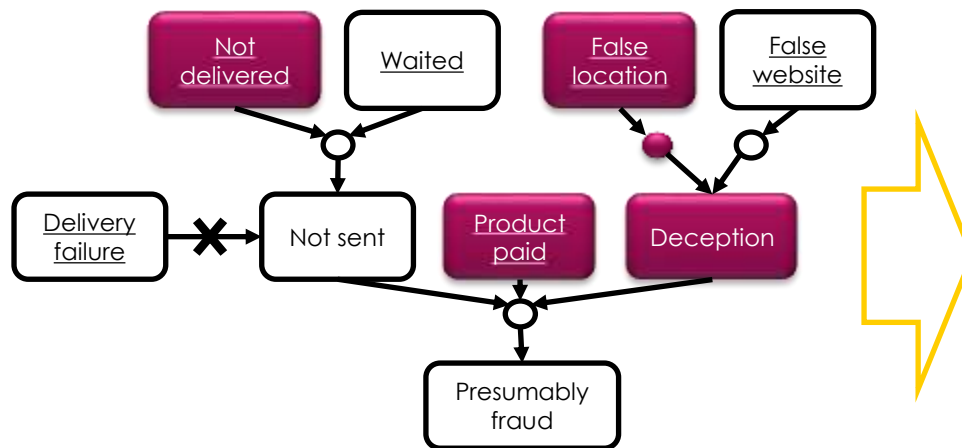 Not
delivered
Waited
False
location
False
website
Delivery
failure
Not sent
Product
paid
Deception
Presumably
fraud